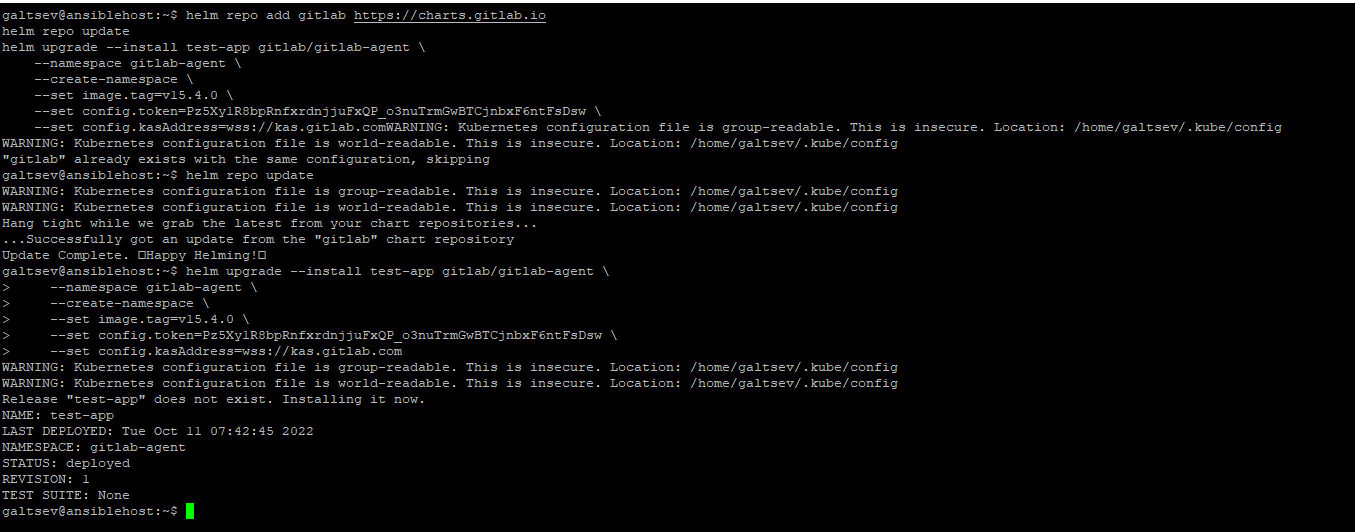 galtsev@ansiblehost:~$ helm repo add gitlab https://charts.gitlab.io
helm repo update
helm upgrade --install test-app gitlab/gitlab-agent \
    --namespace gitlab-agent \
    --create-namespace \
    --set image.tag=v15.4.0 \
    --set config.token=Pz5Xy1R8bpRnfxrdnjjuFxQP_o3nuTrmGwBTCjnbxF6ntFsDsw \
    --set config.kasAddress=wss://kas.gitlab.comWARNING: Kubernetes configuration file is group-readable. This is insecure. Location: /home/galtsev/.kube/config
WARNING: Kubernetes configuration file is world-readable. This is insecure. Location: /home/galtsev/.kube/config
"gitlab" already exists with the same configuration, skipping
galtsev@ansiblehost:~$ helm repo update
WARNING: Kubernetes configuration file is group-readable. This is insecure. Location: /home/galtsev/.kube/config
WARNING: Kubernetes configuration file is world-readable. This is insecure. Location: /home/galtsev/.kube/config
Hang tight while we grab the latest from your chart repositories...
...Successfully got an update from the "gitlab" chart repository
Update Complete. ⎕Happy Helming!⎕
galtsev@ansiblehost:~$ helm upgrade --install test-app gitlab/gitlab-agent \
>     --namespace gitlab-agent \
>     --create-namespace \
>     --set image.tag=v15.4.0 \
>     --set config.token=Pz5Xy1R8bpRnfxrdnjjuFxQP_o3nuTrmGwBTCjnbxF6ntFsDsw \
>     --set config.kasAddress=wss://kas.gitlab.com
WARNING: Kubernetes configuration file is group-readable. This is insecure. Location: /home/galtsev/.kube/config
WARNING: Kubernetes configuration file is world-readable. This is insecure. Location: /home/galtsev/.kube/config
Release "test-app" does not exist. Installing it now.
NAME: test-app
LAST DEPLOYED: Tue Oct 11 07:42:45 2022
NAMESPACE: gitlab-agent
STATUS: deployed
REVISION: 1
TEST SUITE: None
galtsev@ansiblehost:~$